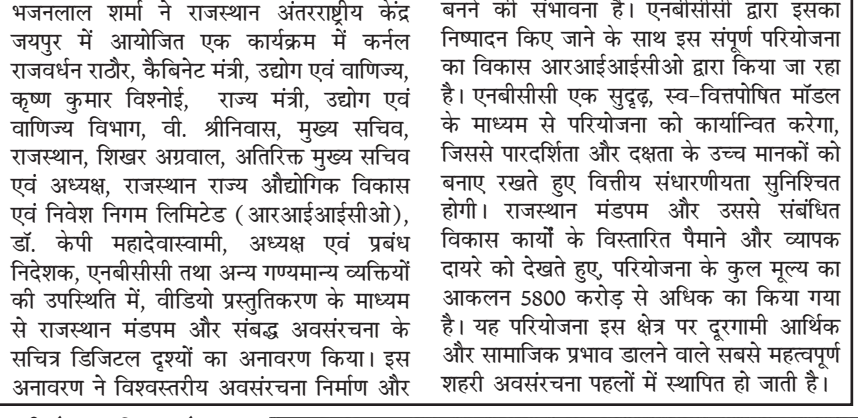 भजनलाल शर्मा ने राजस्थान अंतरराष्ट्रीय केंद्र
जयपुर में आयोजित एक कार्यक्रम में कर्नल
राजवर्धन राठौर, कैबिनेट मंत्री, उद्योग एवं वाणिज्य,
कृष्ण कुमार विश्नोई, राज्य मंत्री, उद्योग एवं
वाणिज्य विभाग, वी. श्रीनिवास, मुख्य सचिव,
राजस्थान, शिखर अग्रवाल, अतिरिक्त मुख्य सचिव
एवं अध्यक्ष, राजस्थान राज्य औद्योगिक विकास
एवं निवेश निगम लिमिटेड (आरआईआईसीओ),
डॉ. केपी महादेवास्वामी, अध्यक्ष एवं प्रबंध
निदेशक, एनबीसीसी तथा अन्य गण्यमान्य व्यक्तियों
की उपस्थिति में, वीडियो प्रस्तुतिकरण के माध्यम
से राजस्थान मंडपम और संबद्ध अवसंरचना के
सचित्र डिजिटल दृश्यों का अनावरण किया। इस
अनावरण ने विश्वस्तरीय अवसंरचना निर्माण और
बनने की संभावना है। एनबीसीसी द्वारा इसका
निष्पादन किए जाने के साथ इस संपूर्ण परियोजना
का विकास आरआईआईसीओ द्वारा किया जा रहा
है। एनबीसीसी एक सुदृढ़, स्व-वित्तपोषित मॉडल
के माध्यम से परियोजना को कार्यान्वित करेगा,
जिससे पारदर्शिता और दक्षता के उच्च मानकों को
बनाए रखते हुए वित्तीय संधारणीयता सुनिश्चित
होगी। राजस्थान मंडपम और उससे संबंधित
विकास कार्यों के विस्तारित पैमाने और व्यापक
दायरे को देखते हुए, परियोजना के कुल मूल्य का
आकलन 5800 करोड़ से अधिक का किया गया
है। यह परियोजना इस क्षेत्र पर दूरगामी आर्थिक
और सामाजिक प्रभाव डालने वाले सबसे महत्वपूर्ण
शहरी अवसंरचना पहलों में स्थापित हो जाती है।